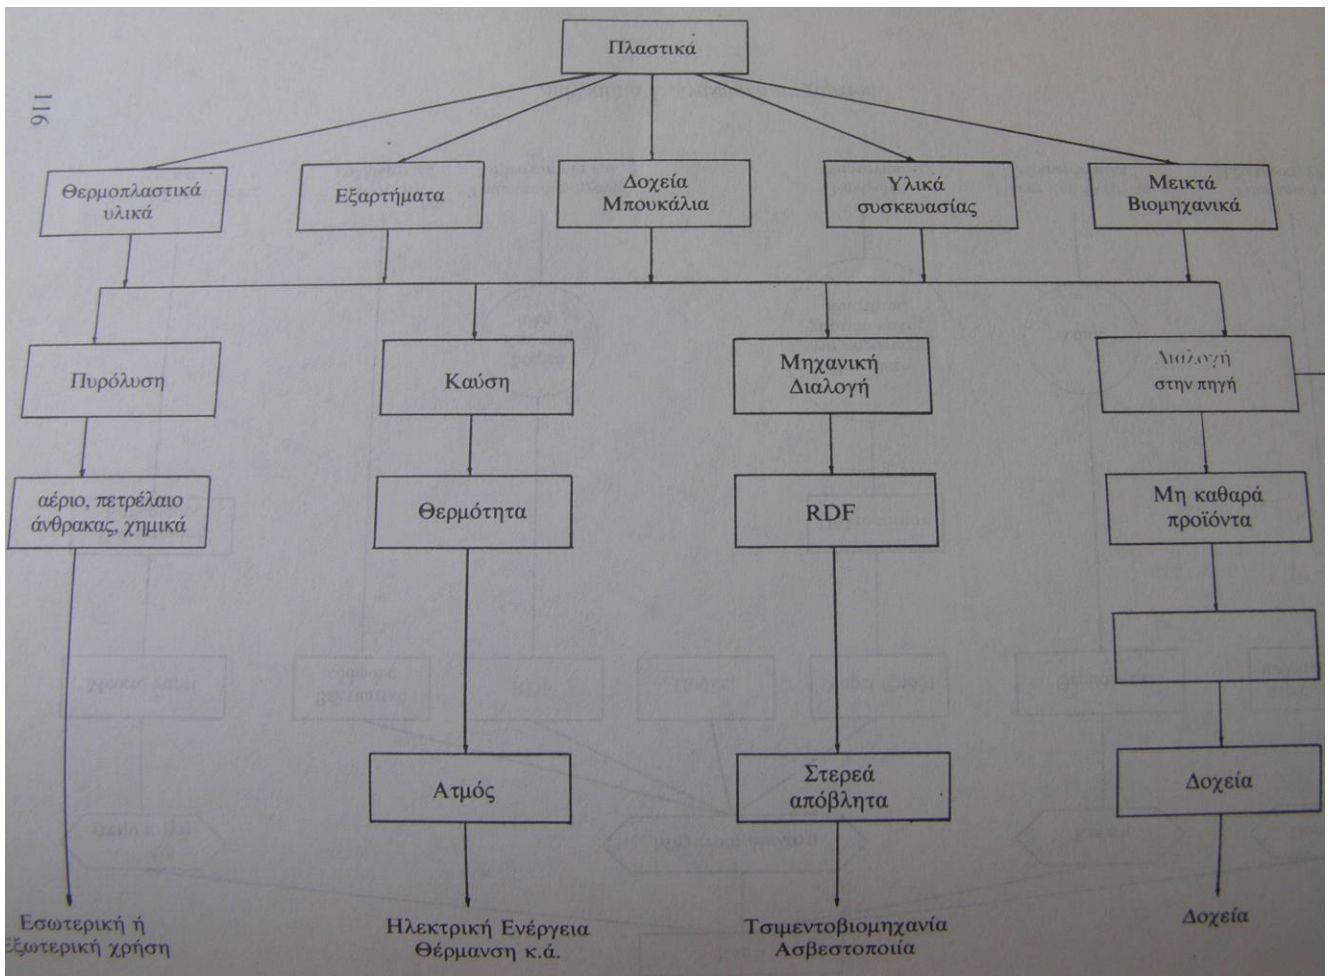 Πλαστικά
116
Θερμοπλαστικά
υλικά
Εξαρτήματα
Δοχεία
Μπουκάλια
Υλικά
συσκευασίας
Μεικτά
Βιομηχανικά
Πυρόλυση
Καύση
Μηχανική
Διαλογή
Διαλογή
στην πηγή
αέριο, πετρέλαιο
άνθρακας, χημικά
Θερμότητα
RDF
Μη καθαρά
προϊόντα
Ατμός
Στερεά
απόβλητα
Δοχεία
Εσωτερική ή
Εξωτερική χρήση
Ηλεκτρική Ενέργεια
Θέρμανση κ.ά.
Τσιμεντοβιομηχανία
Ασβεστοποιία
Δοχεία